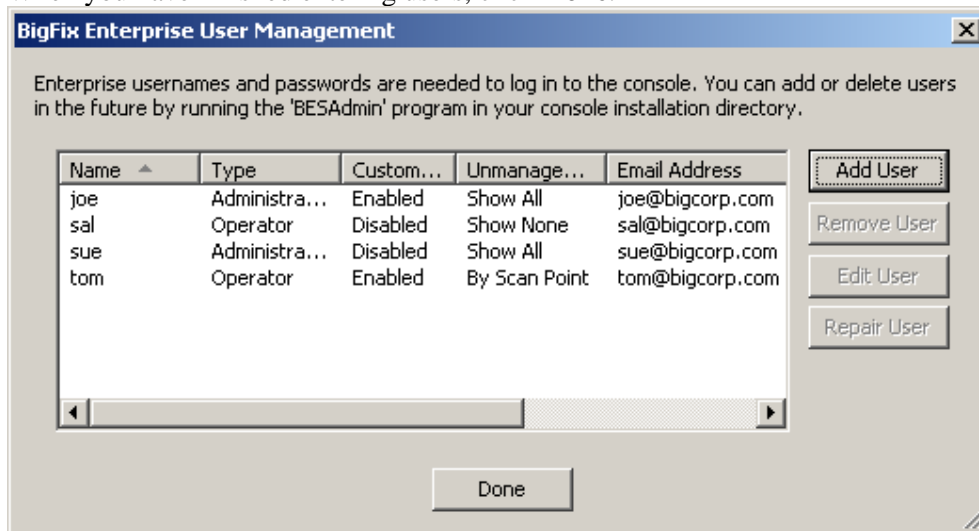 BigFix Enterprise User Management
Enterprise usernames and passwords are needed to log in to the console. You can add or delete users
in the future by running the 'BESAdmin' program in your console installation directory.
Name Type Custom... Unmanage... Email Address
joe Administra... Enabled Show All joe@bigcorp.com
sal Operator Disabled Show None sal@bigcorp.com
sue Administra... Disabled Show All sue@bigcorp.com
tom Operator Enabled By Scan Point tom@bigcorp.com
Add User
Remove User
Edit User
Repair User
Done